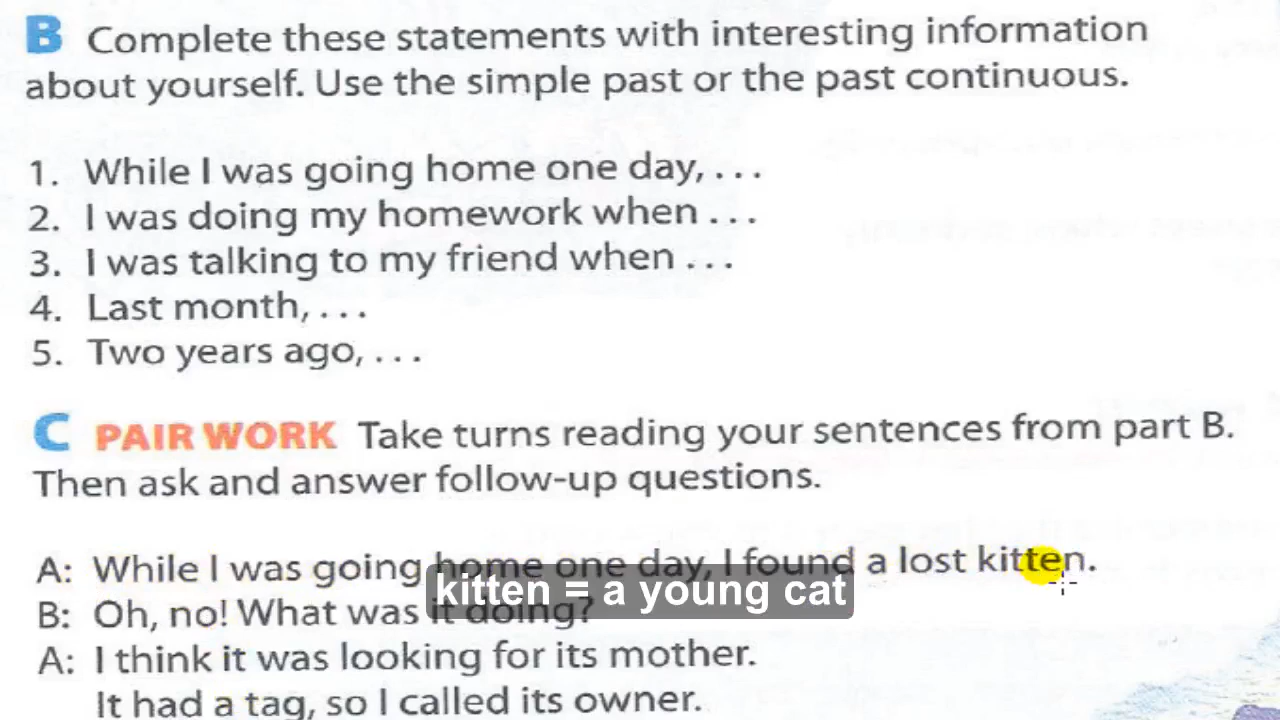 B Complete these statements with interesting information
about yourself. Use the simple past or the past continuous.
1. While I was going home one day, . . .
2. I was doing my homework when . . .
3. I was talking to my friend when . . .
4. Last month, . . .
5. Two years ago, . . .
C PAIR WORK Take turns reading your sentences from part B.
Then ask and answer follow-up questions.
A: While I was going home one day, I found a lost kitten.
kitten = a young cat
B: Oh, no! What was it doing?
A: I think it was looking for its mother.
It had a tag, so I called its owner.